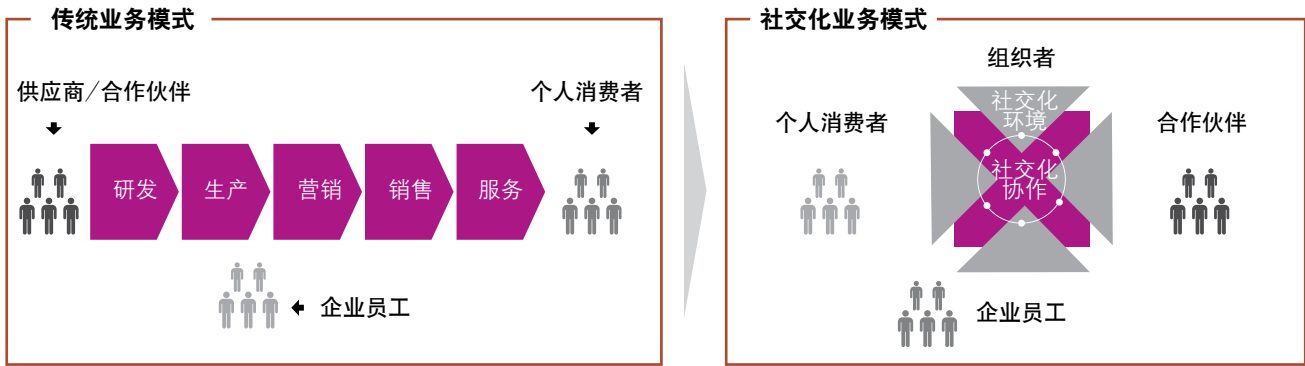 传统业务模式
供应商/合作伙伴
个人消费者
研发
生产
营销
销售
服务
企业员工
社交化业务模式
组织者
社交化
环境
个人消费者
合作伙伴
社交化
协作
企业员工